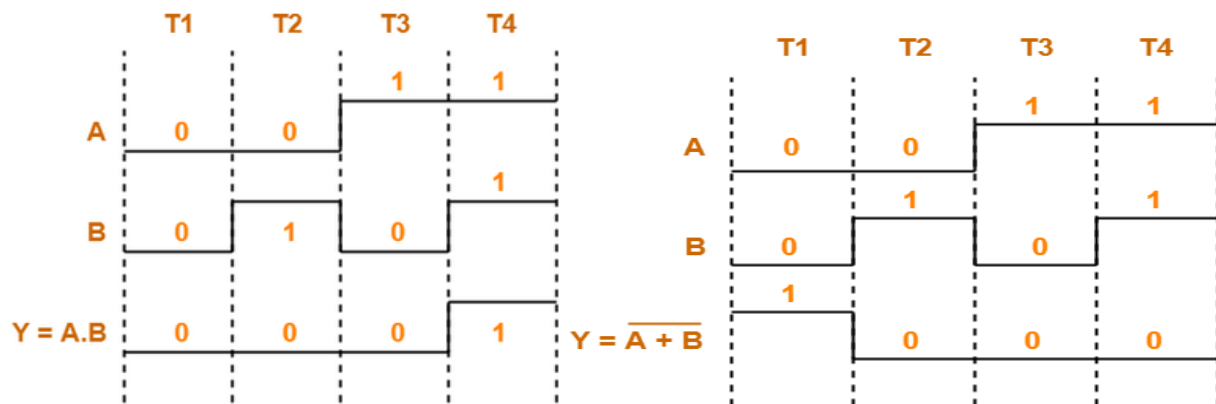 T1 T2 T3 T4
1 1
A 0 0
1
B 0 1 0
Y = A.B 0 0 0 1
T1 T2 T3 T4
1 1
A 0 0
1 1
B 0 0
1
Y = \overline{A + B} 0 0 0